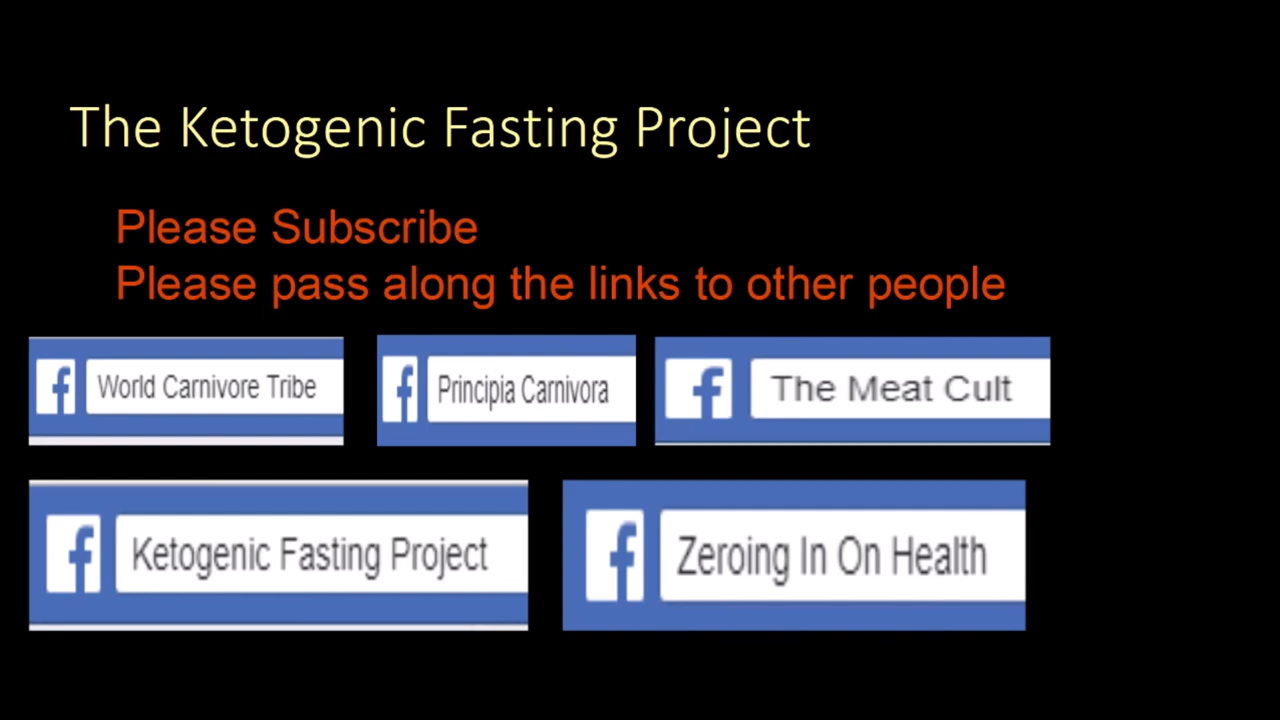 The Ketogenic Fasting Project
Please Subscribe
Please pass along the links to other people
World Carnivore Tribe
Principia Carnivora
The Meat Cult
Ketogenic Fasting Project
Zeroing In On Health